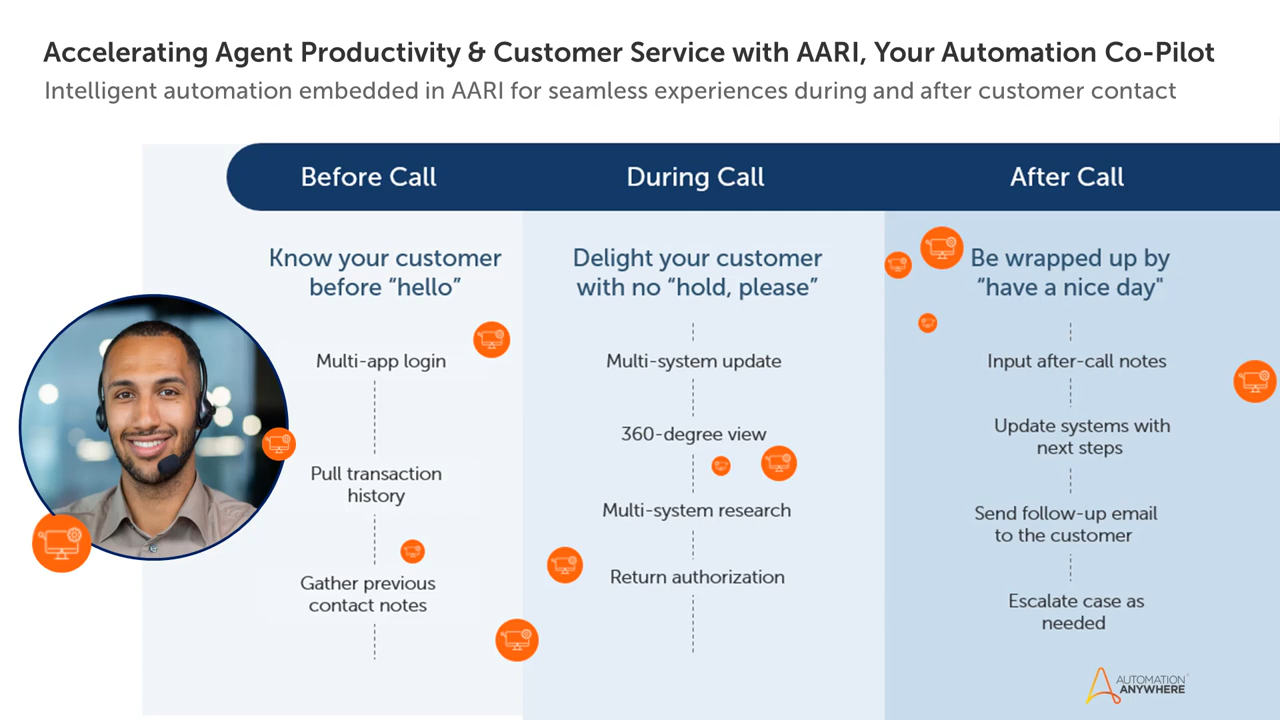 Accelerating Agent Productivity & Customer Service with AARI, Your Automation Co-Pilot
Intelligent automation embedded in AARI for seamless experiences during and after customer contact
Before Call
Know your customer
before “hello”
Multi-app login
Pull transaction
history
Gather previous
contact notes
During Call
Delight your customer
with no “hold, please”
Multi-system update
360-degree view
Multi-system research
Return authorization
After Call
Be wrapped up by
“have a nice day"
Input after-call notes
Update systems with
next steps
Send follow-up email
to the customer
Escalate case as
needed
AUTOMATION
ANYWHERE